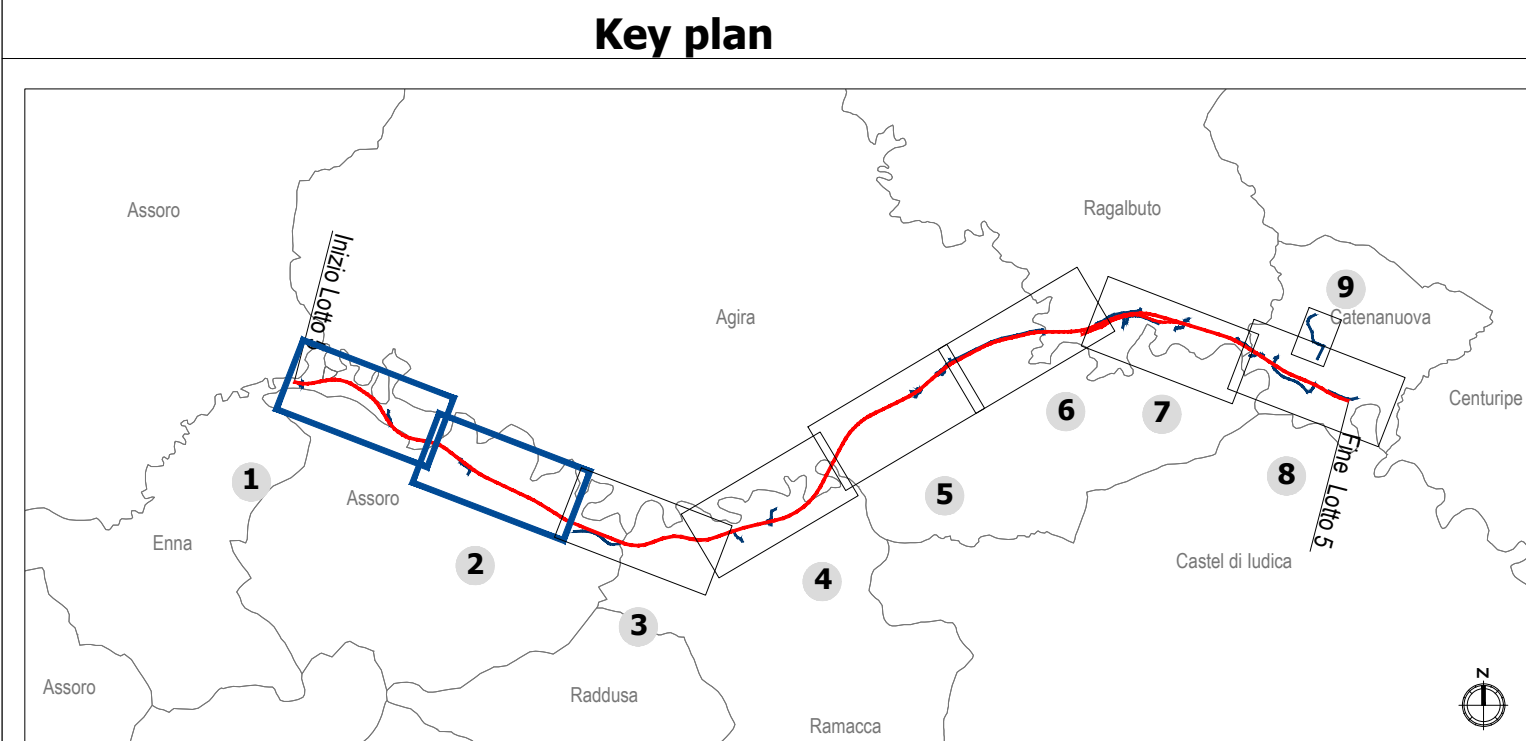 Key plan
Assoro
Ragalbuto
Inizio Lotto
9
Agira
Catenanuova
Centuripe
6
7
1
8
Assoro
5
Fine Lotto 5
Enna
2
4
Castel di Iudica
3
Assoro
Raddusa
Ramacca
N